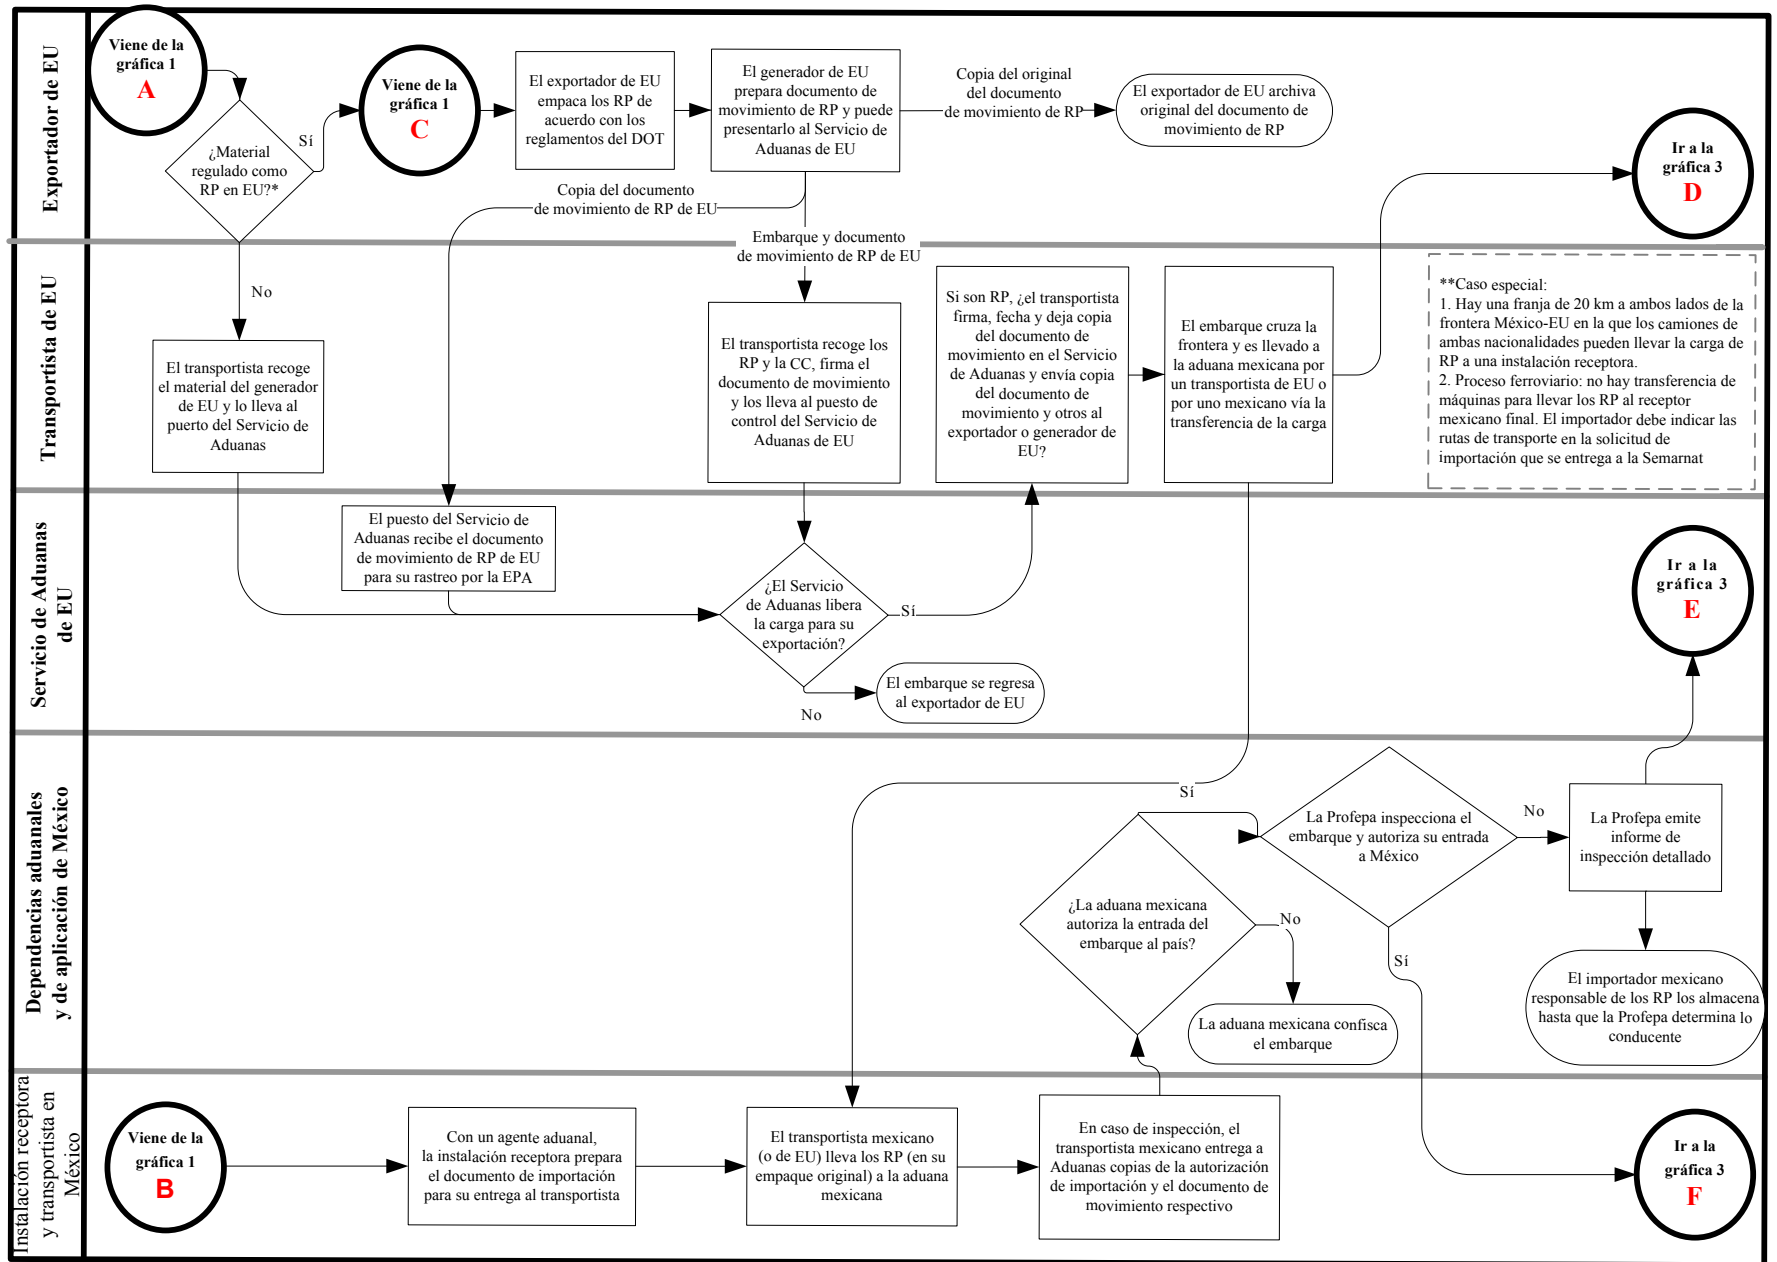 Exportador de EU
Viene de la
gráfica 1
A
¿Material
regulado como
RP en EU?*
Sí
Viene de la
gráfica 1
C
El exportador de EU
empaca los RP de
acuerdo con los
reglamentos del DOT
El generador de EU
prepara documento de
movimiento de RP y puede
presentarlo al Servicio de
Aduanas de EU
Copia del original
del documento
de movimiento de RP
El exportador de EU archiva
original del documento de
movimiento de RP
Ir a la
gráfica 3
D
Copia del documento
de movimiento de RP de EU
Embarque y documento
de movimiento de RP de EU
Transportista de EU
No
El transportista recoge
el material del generador
de EU y lo lleva al
puerto del Servicio de
Aduanas
El transportista recoge los
RP y la CC, firma el
documento de movimiento
y los lleva al puesto de
control del Servicio de
Aduanas de EU
Si son RP, ¿el transportista
firma, fecha y deja copia
del documento de
movimiento en el Servicio
de Aduanas y envía copia
del documento de
movimiento y otros al
exportador o generador de
EU?
El embarque cruza la
frontera y es llevado a
la aduana mexicana por
un transportista de EU o
por uno mexicano vía la
transferencia de la carga
**Caso especial:
1. Hay una franja de 20 km a ambos lados de la
frontera México-EU en la que los camiones de
ambas nacionalidades pueden llevar la carga de
RP a una instalación receptora.
2. Proceso ferroviario: no hay transferencia de
máquinas para llevar los RP al receptor
mexicano final. El importador debe indicar las
rutas de transporte en la solicitud de
importación que se entrega a la Semarnat
Servicio de Aduanas
de EU
El puesto del Servicio de
Aduanas recibe el documento
de movimiento de RP de EU
para su rastreo por la EPA
¿El Servicio
de Aduanas libera
la carga para su
exportación?
Sí
No
El embarque se regresa
al exportador de EU
Ir a la
gráfica 3
E
Dependencias aduanales
y de aplicación de México
¿La aduana mexicana
autoriza la entrada del
embarque al país?
Sí
No
La aduana mexicana confisca
el embarque
La Profepa inspecciona el
embarque y autoriza su entrada
a México
No
Sí
La Profepa emite
informe de
inspección detallado
El importador mexicano
responsable de los RP los almacena
hasta que la Profepa determina lo
conducente
Instalación receptora
y transportista en
México
Viene de la
gráfica 1
B
Con un agente aduanal,
la instalación receptora prepara
el documento de importación
para su entrega al transportista
El transportista mexicano
(o de EU) lleva los RP (en su
empaque original) a la aduana
mexicana
En caso de inspección, el
transportista mexicano entrega a
Aduanas copias de la autorización
de importación y el documento de
movimiento respectivo
Ir a la
gráfica 3
F